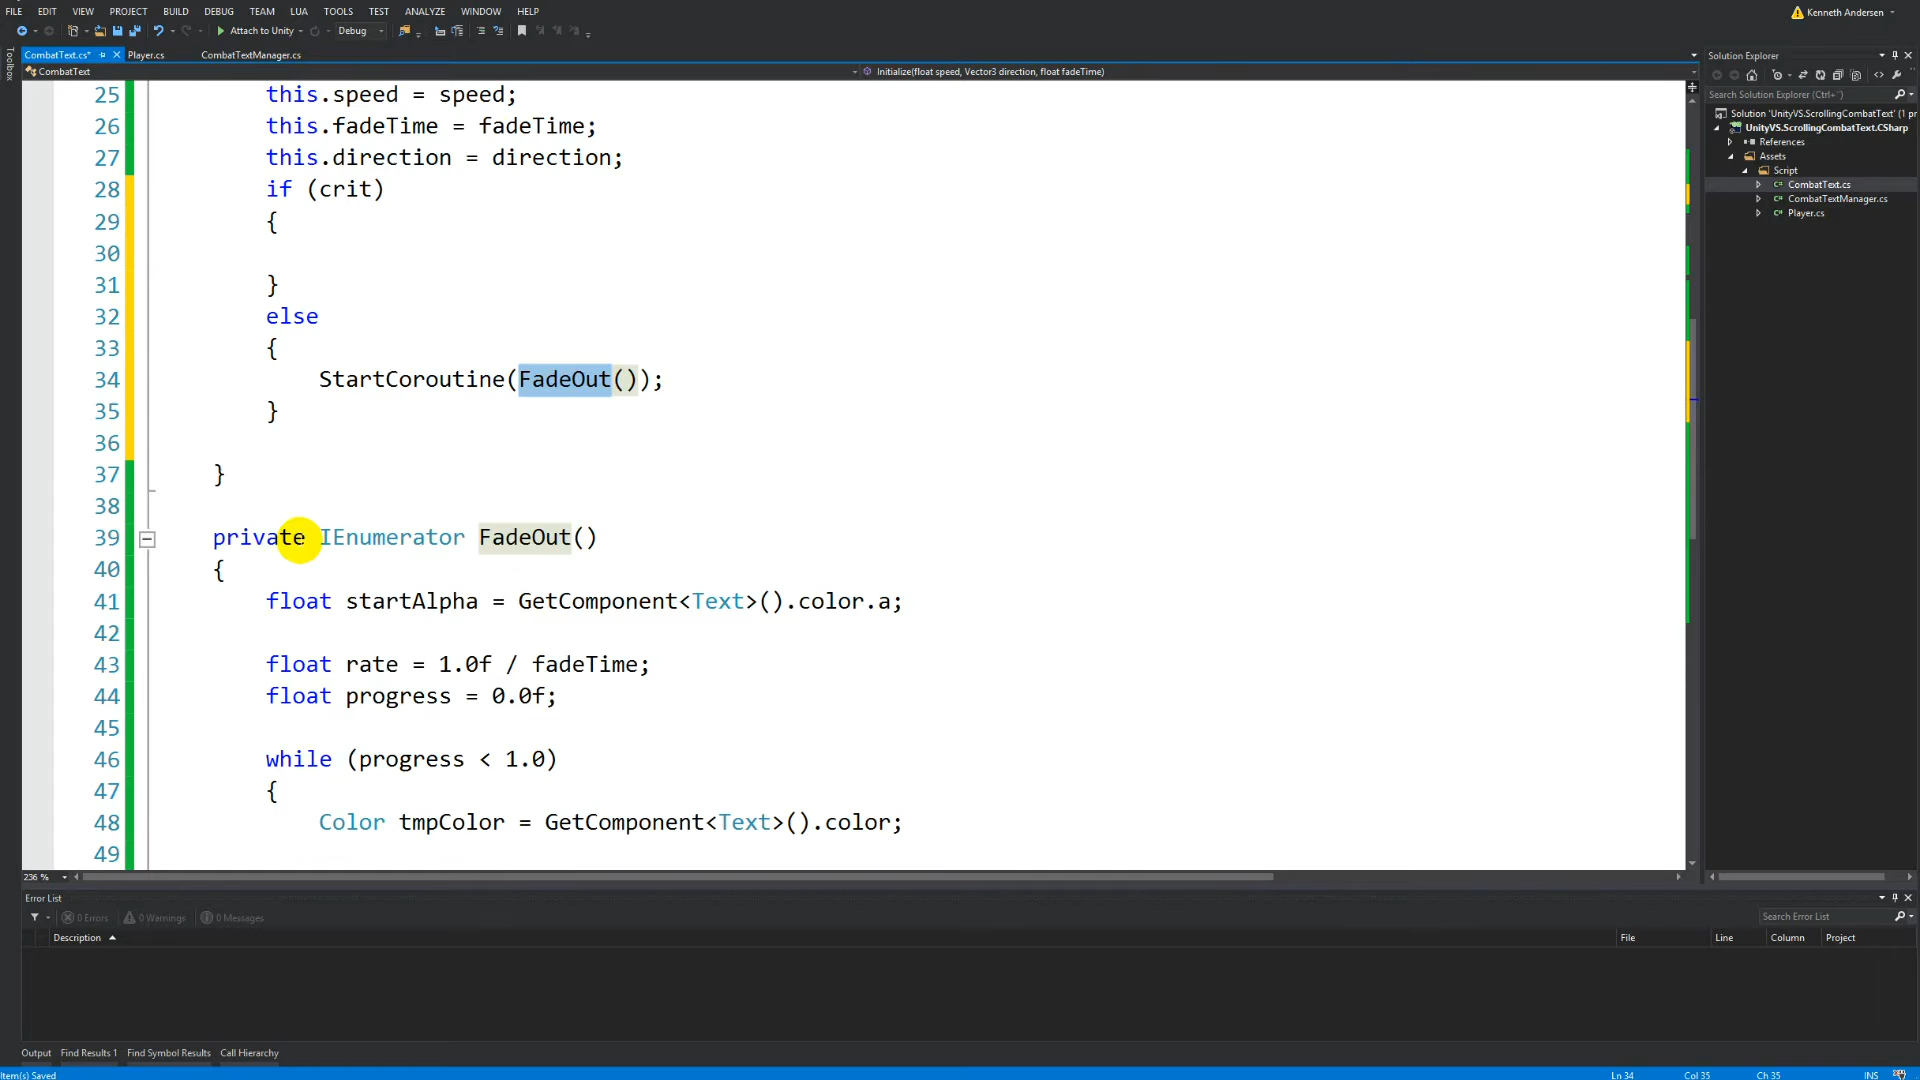 FILE EDIT VIEW PROJECT BUILD DEBUG TEAM LUA TOOLS TEST ANALYZE WINDOW HELP
Kenneth Andersen
Attach to Unity
Debug
CombatText.cs*
Player.cs
CombatTextManager.cs
Toolbox
CombatText
Initialize(float speed, Vector3 direction, float fadeTime)
25 this.speed = speed;
26 this.fadeTime = fadeTime;
27 this.direction = direction;
28 if (crit)
29 {
30
31 }
32 else
33 {
34 StartCoroutine(FadeOut());
35 }
36
37 }
38
39 private IEnumerator FadeOut()
40 {
41 float startAlpha = GetComponent<Text>().color.a;
42
43 float rate = 1.0f / fadeTime;
44 float progress = 0.0f;
45
46 while (progress < 1.0)
47 {
48 Color tmpColor = GetComponent<Text>().color;
49
236 %
Solution Explorer
Search Solution Explorer (Ctrl+¨)
Solution 'UnityVS.ScrollingCombatText' (1 pr
UnityVS.ScrollingCombatText.CSharp
References
Assets
Script
CombatText.cs
CombatTextManager.cs
Player.cs
Error List
0 Errors
0 Warnings
0 Messages
Search Error List
Description
File
Line
Column
Project
Output
Find Results 1
Find Symbol Results
Call Hierarchy
Item(s) Saved
Ln 34
Col 35
Ch 35
INS